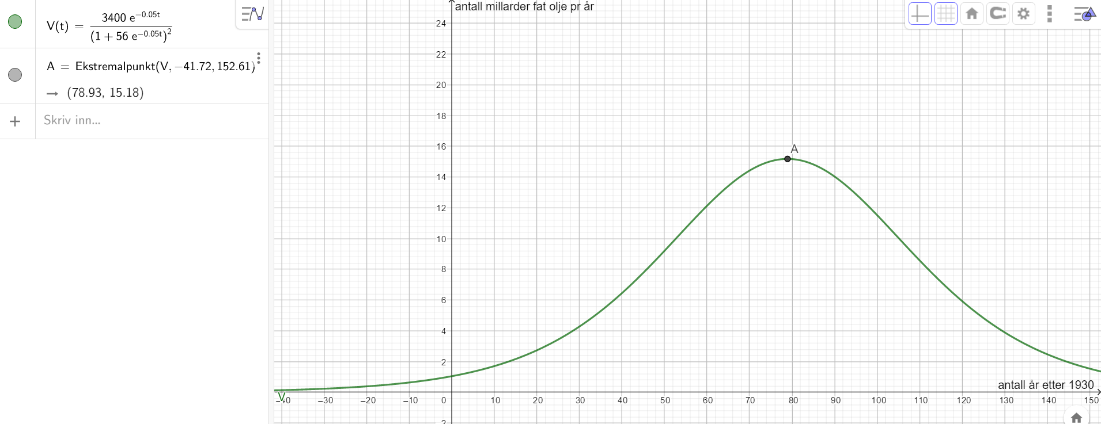 V(t) = 3400 e^(-0.05t) / (1 + 56 e^(-0.05t))^2
A = Ekstremalpunkt(V, −41.72, 152.61)
→ (78.93, 15.18)
+ Skriv inn...
antall millarder fat olje pr år
24
22
20
18
16
14
12
10
8
6
4
2
A
antall år etter 1930
V
−40 −30 −20 −10 0 10 20 30 40 50 60 70 80 90 100 110 120 130 140 150